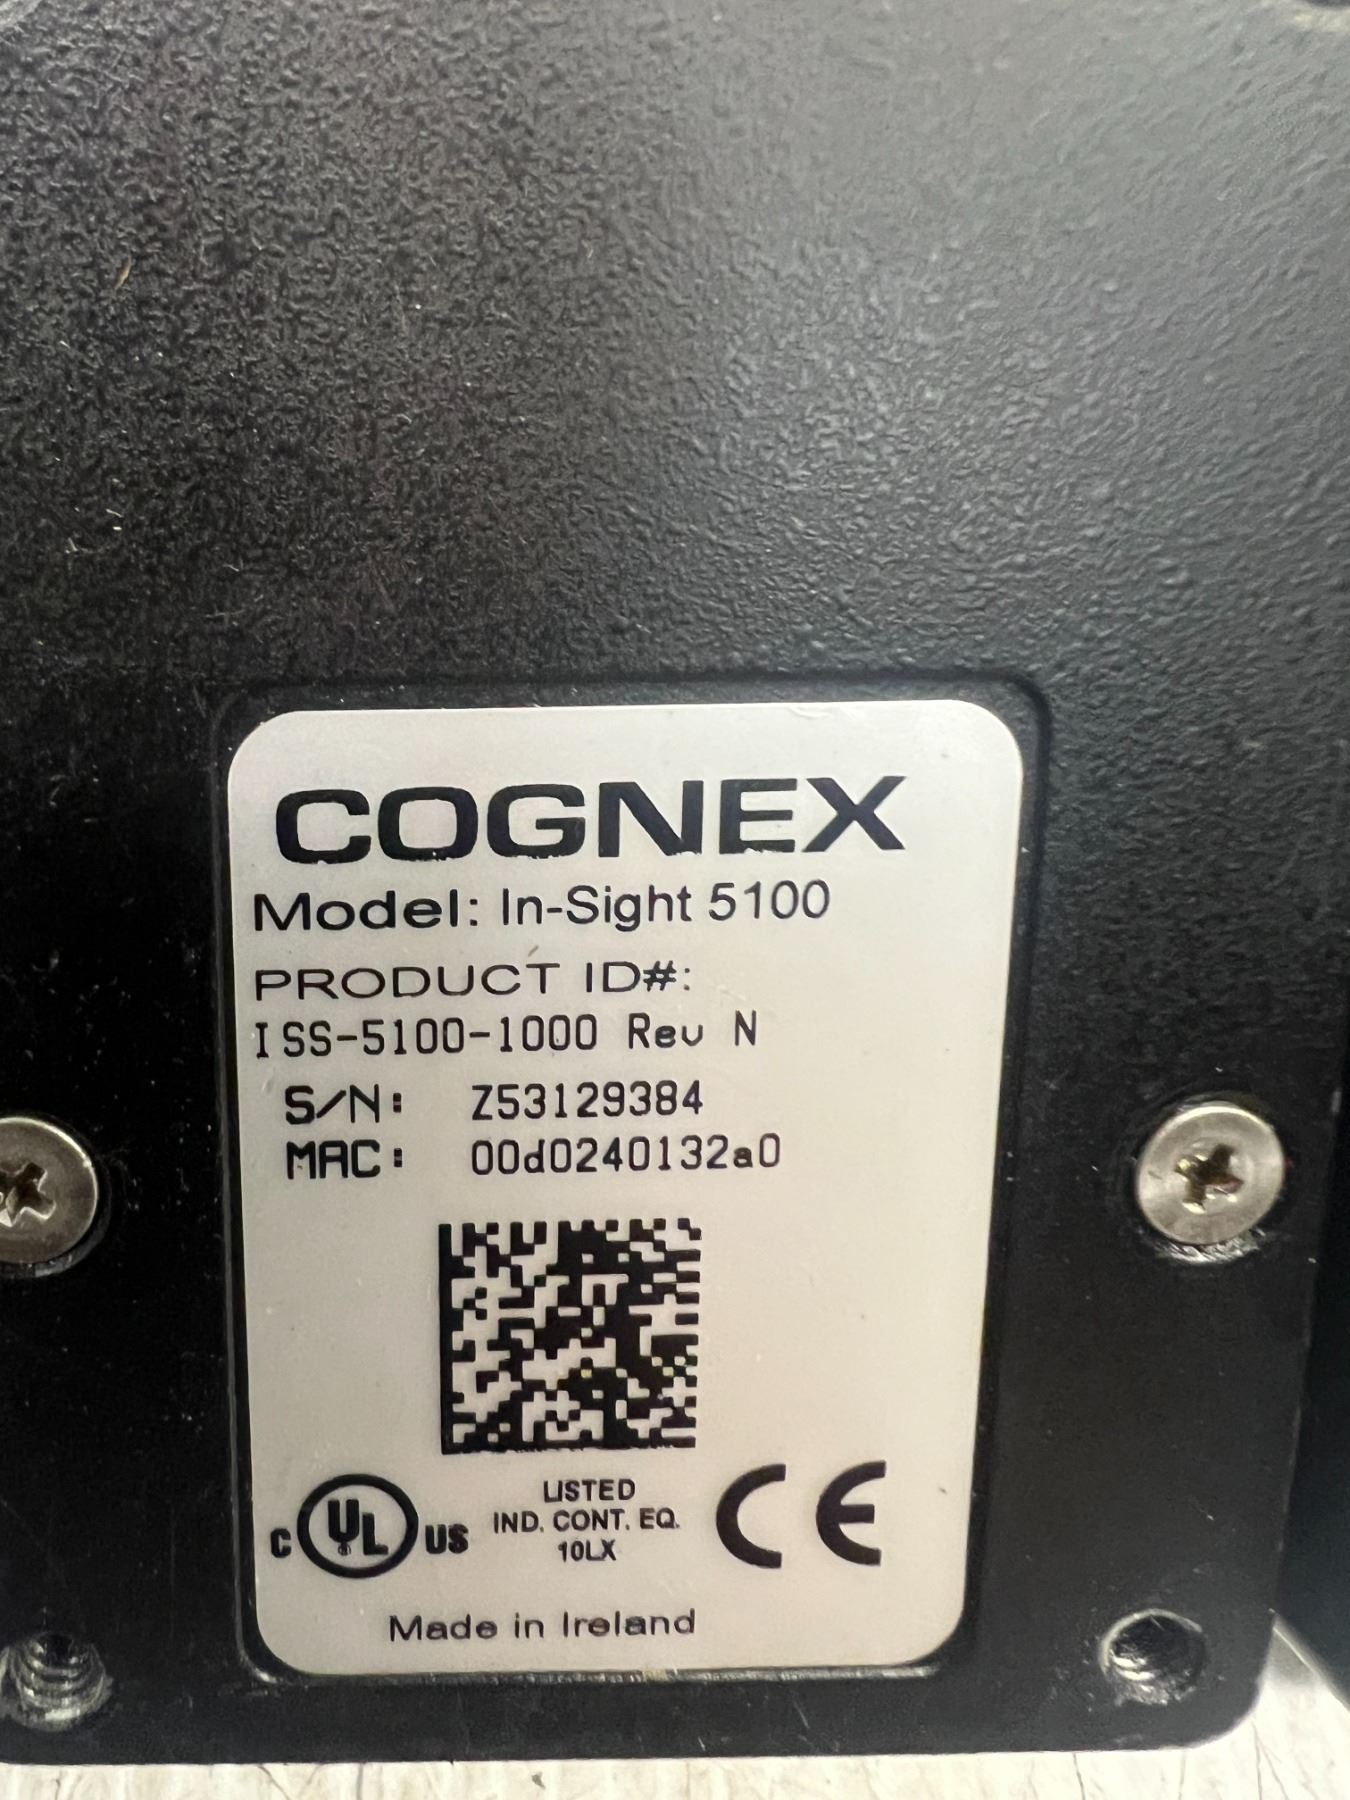 COGNEX
Model: In-Sight 5100
PRODUCT ID#:
ISS-5100-1000 Rev N
S/N: Z53129384
MAC: 00d0240132a0
C UL US
LISTED
IND. CONT. EQ.
10LX
CE
Made in Ireland